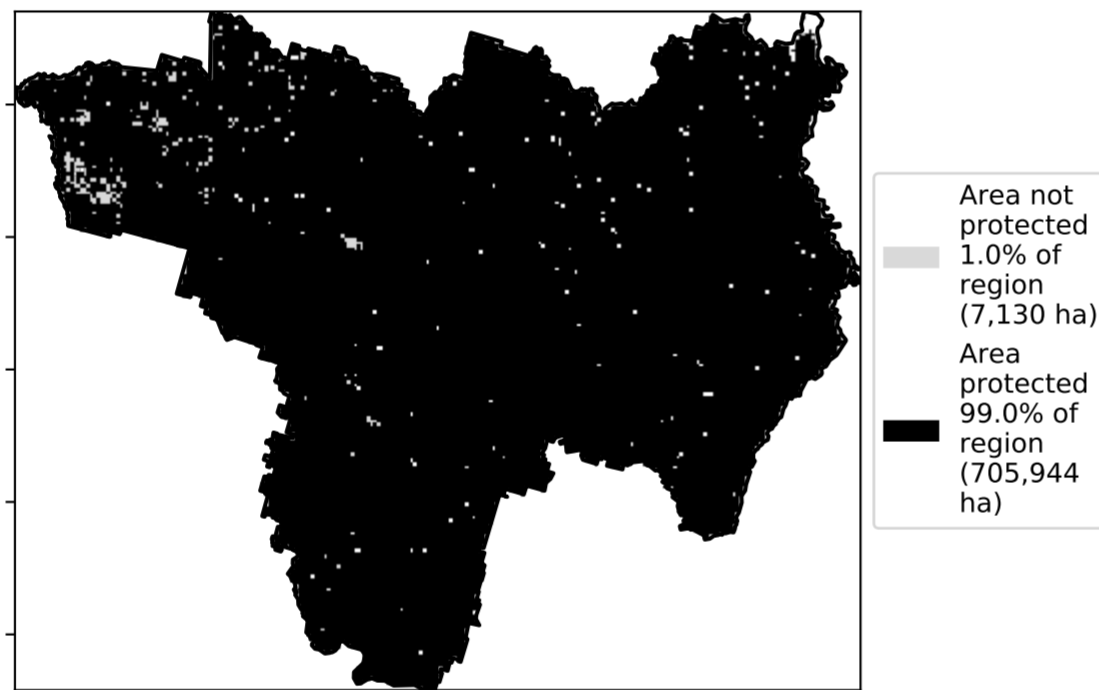 Area not
protected
1.0% of
region
(7,130 ha)
Area
protected
99.0% of
region
(705,944
ha)